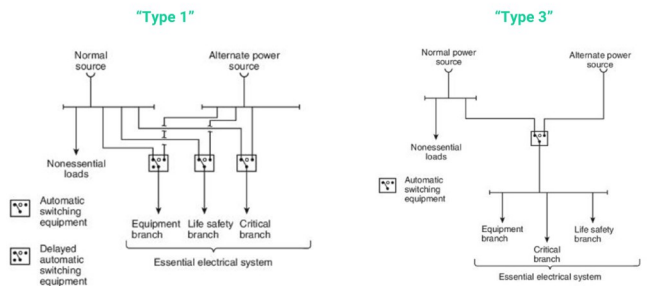 “Type 1”
Normal
source
Alternate power
source
Nonessential
loads
Automatic
switching
equipment
Delayed
automatic
switching
equipment
Equipment
branch
Life safety
branch
Critical
branch
Essential electrical system
“Type 3”
Normal power
source
Alternate power
source
Nonessential
loads
Automatic
switching
equipment
Equipment
branch
Critical
branch
Life safety
branch
Essential electrical system